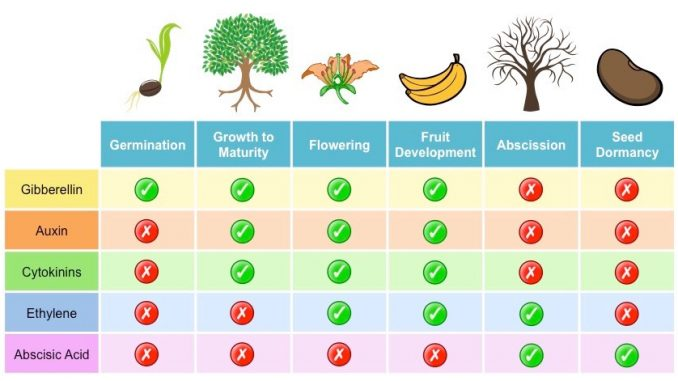 Germination
Growth to
Maturity
Flowering
Fruit
Development
Abscission
Seed
Dormancy
Gibberellin
Auxin
Cytokinins
Ethylene
Abscisic Acid